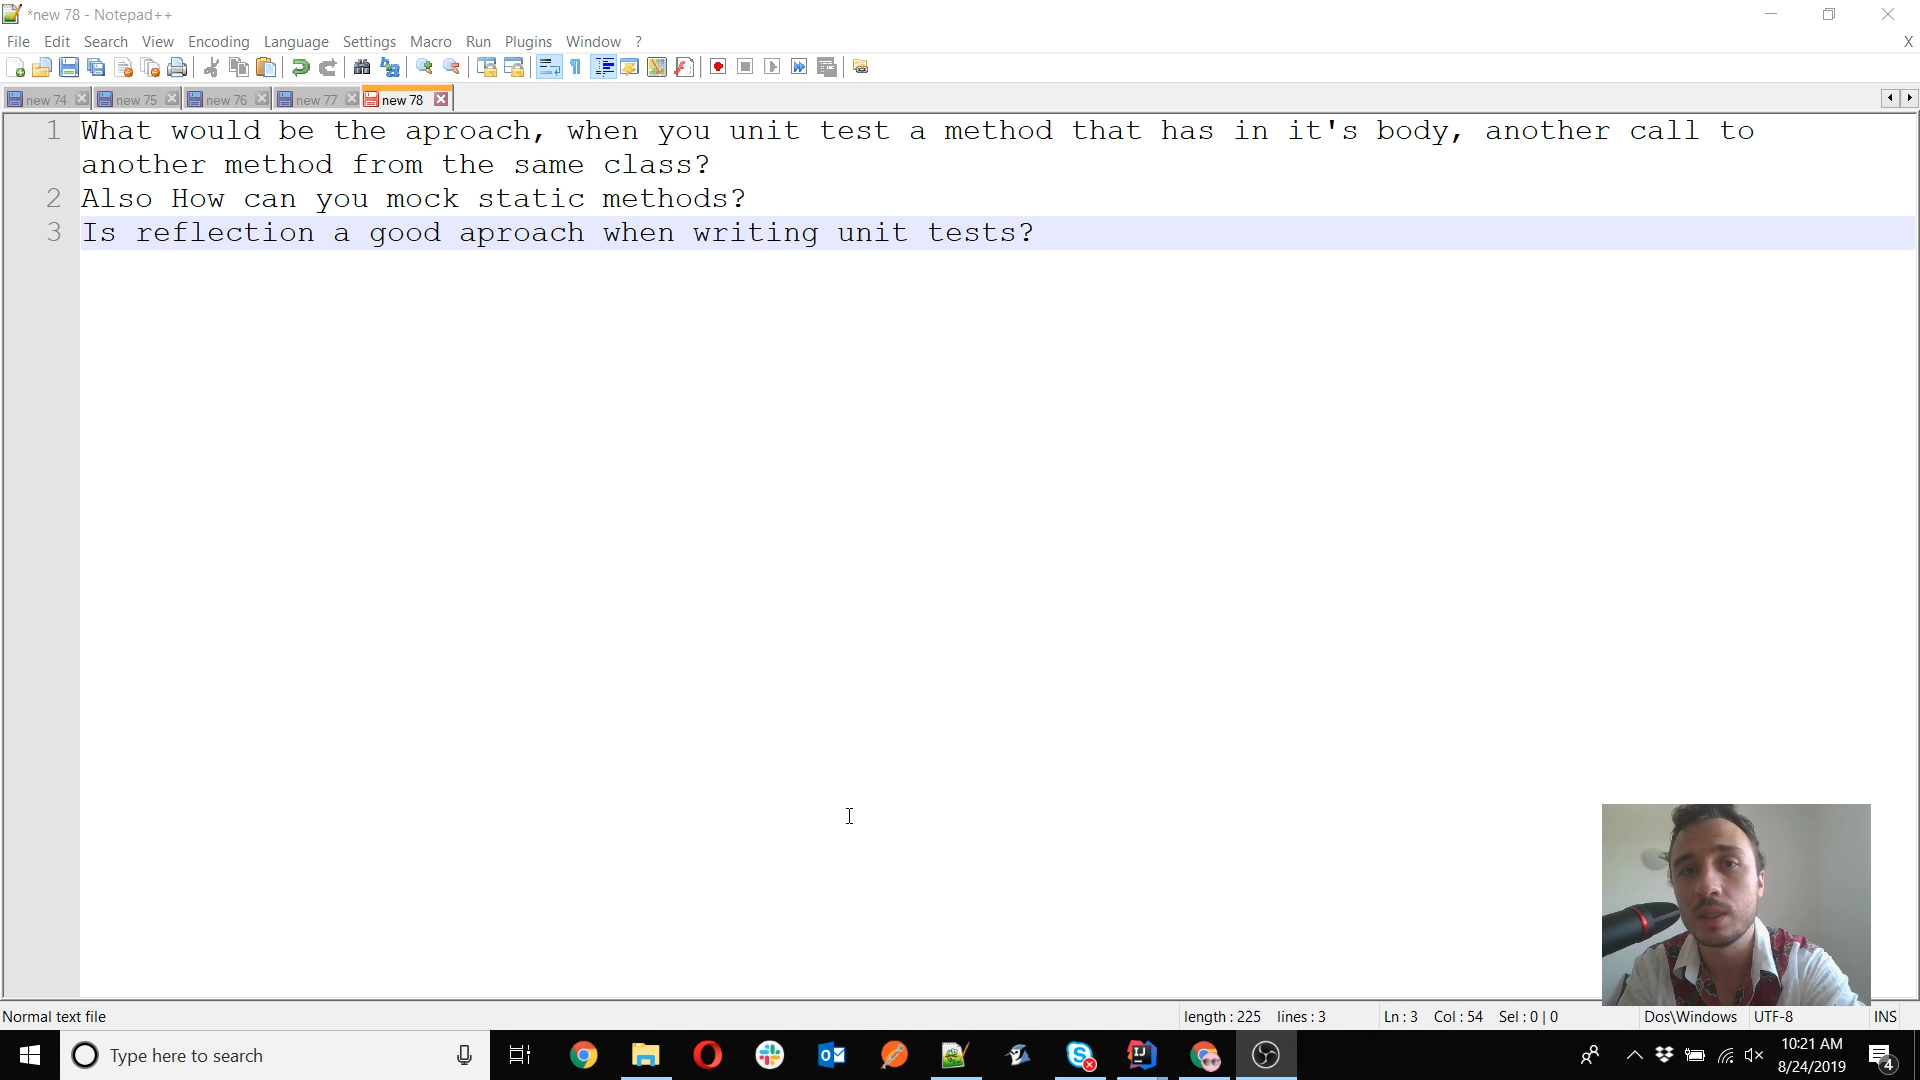 *new 78 - Notepad++
File Edit Search View Encoding Language Settings Macro Run Plugins Window ?
X
new 74 new 75 new 76 new 77 new 78
1 What would be the aproach, when you unit test a method that has in it's body, another call to
another method from the same class?
2 Also How can you mock static methods?
3 Is reflection a good aproach when writing unit tests?
Normal text file length : 225 lines : 3 Ln : 3 Col : 54 Sel : 0 | 0 Dos\Windows UTF-8 INS
Type here to search
10:21 AM
8/24/2019
4